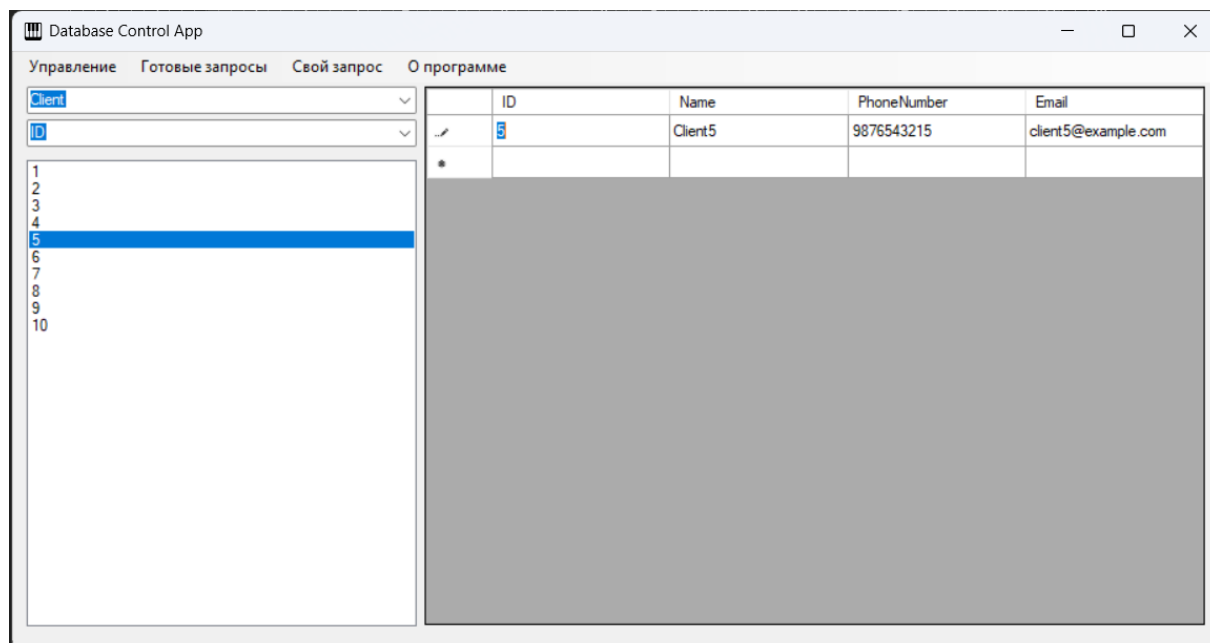 Database Control App
Управление Готовые запросы Свой запрос О программе
Client
ID
1
2
3
4
5
6
7
8
9
10
ID Name PhoneNumber Email
5 Client5 9876543215 client5@example.com